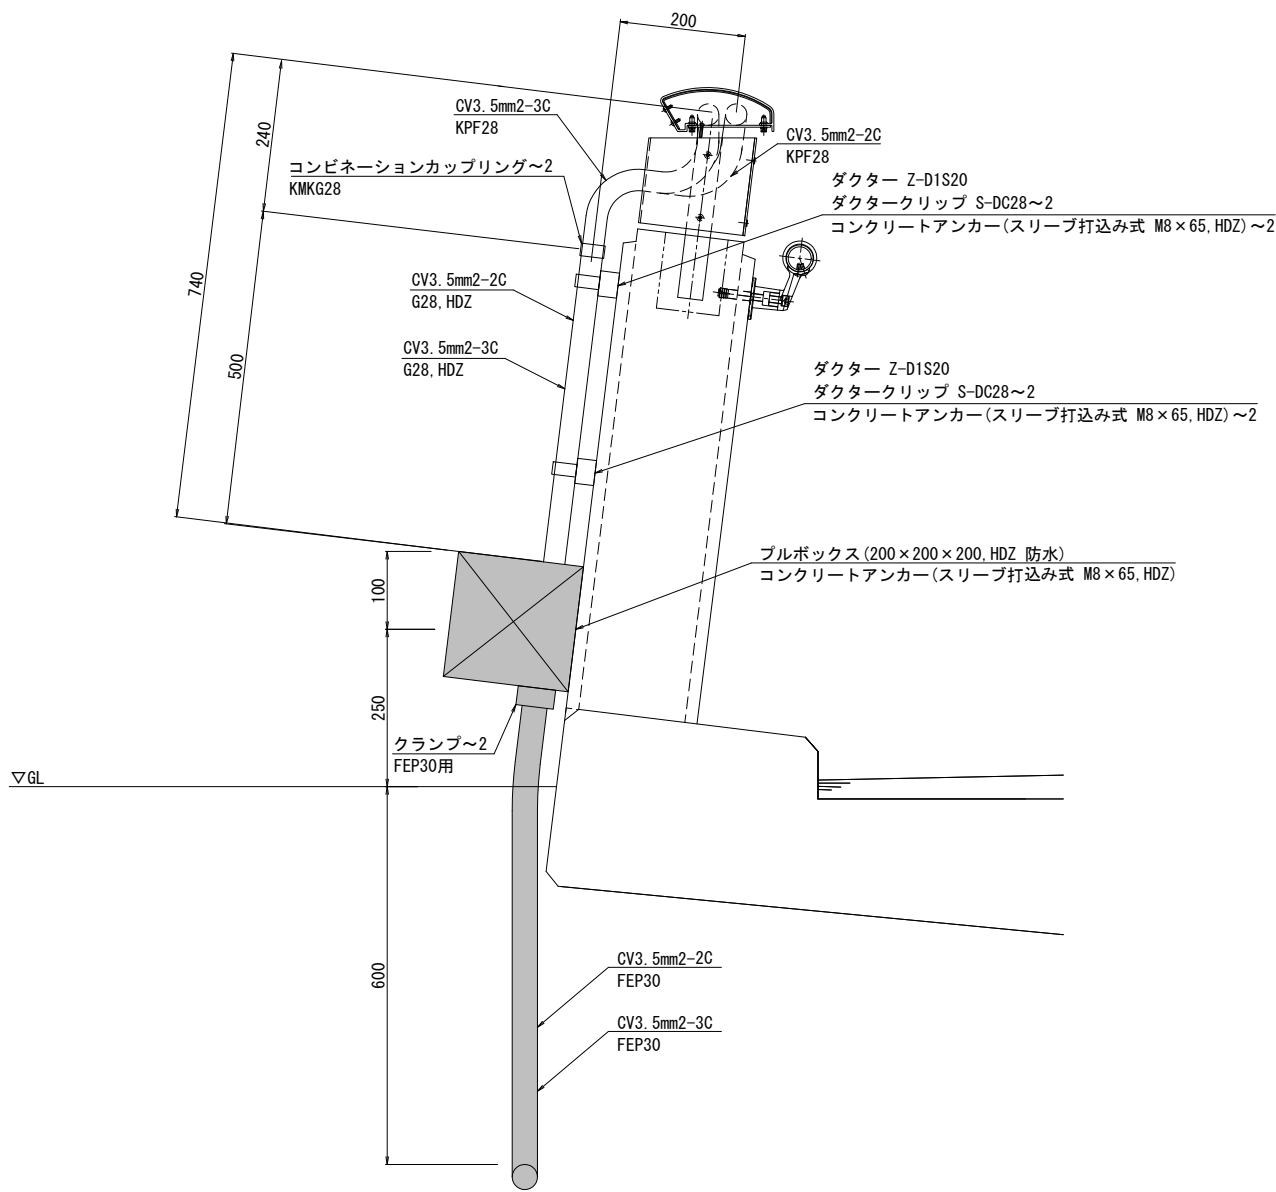 200
CV3.5mm2-3C
KPF28
CV3.5mm2-2C
KPF28
240
コンビネーションカップリング～2
KMKG28
ダクター Z-D1S20
ダクタークリップ S-DC28～2
コンクリートアンカー(スリーブ打込み式 M8×65,HDZ)～2
740
CV3.5mm2-2C
G28,HDZ
CV3.5mm2-3C
G28,HDZ
500
ダクター Z-D1S20
ダクタークリップ S-DC28～2
コンクリートアンカー(スリーブ打込み式 M8×65,HDZ)～2
プルボックス(200×200×200,HDZ 防水)
コンクリートアンカー(スリーブ打込み式 M8×65,HDZ)
100
250
クランプ～2
FEP30用
▽GL
600
CV3.5mm2-2C
FEP30
CV3.5mm2-3C
FEP30